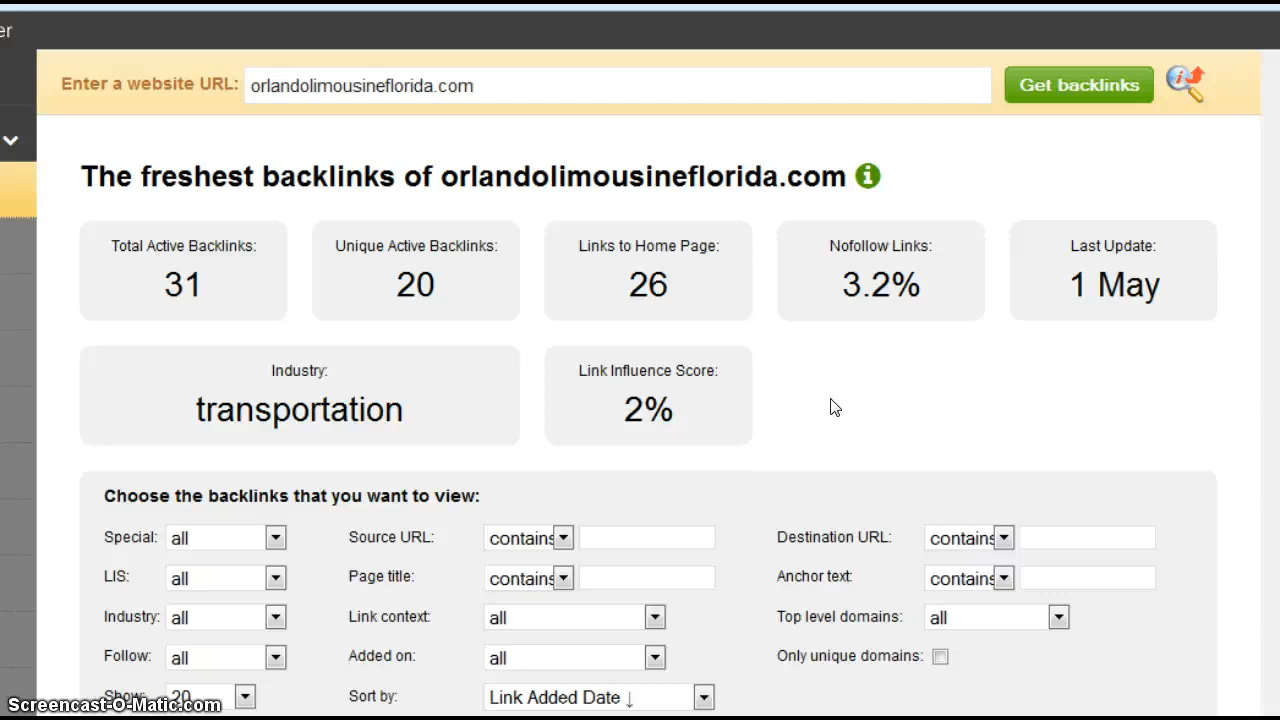 er
Enter a website URL: orlandolimousineflorida.com Get backlinks
The freshest backlinks of orlandolimousineflorida.com
Total Active Backlinks: Unique Active Backlinks: Links to Home Page: Nofollow Links: Last Update:
31 20 26 3.2% 1 May
Industry: Link Influence Score:
transportation 2%
Choose the backlinks that you want to view:
Special: all Source URL: contains Destination URL: contains
LIS: all Page title: contains Anchor text: contains
Industry: all Link context: all Top level domains: all
Follow: all Added on: all Only unique domains:
Show: 20 Sort by: Link Added Date ↓
Screencast-O-Matic.com